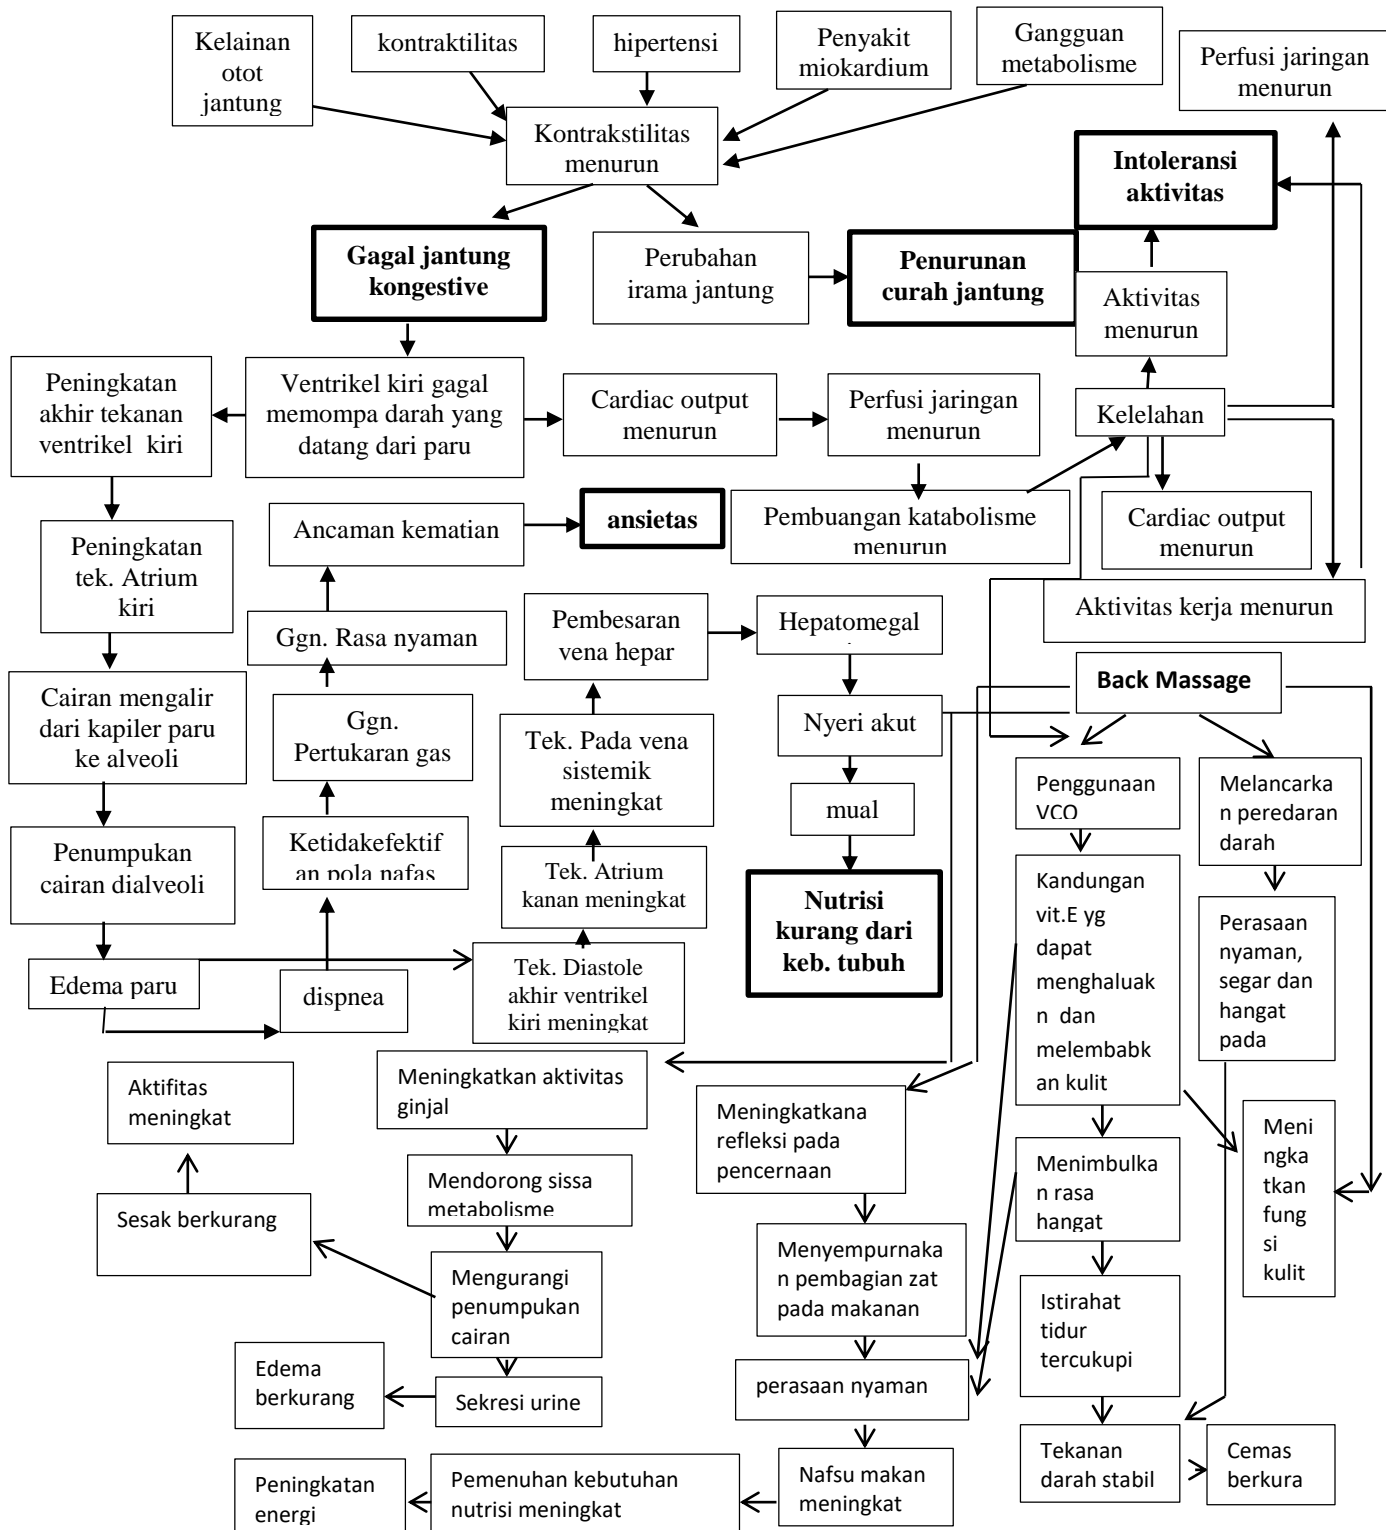 Kelainan
otot
jantung
kontraktilitas
hipertensi
Penyakit
miokardium
Gangguan
metabolisme
Perfusi jaringan
menurun
Kontrakstilitas
menurun
Intoleransi
aktivitas
Gagal jantung
kongestive
Perubahan
irama jantung
Penurunan
curah jantung
Aktivitas
menurun
Peningkatan
akhir tekanan
ventrikel kiri
Ventrikel kiri gagal
memompa darah yang
datang dari paru
Cardiac output
menurun
Perfusi jaringan
menurun
Kelelahan
Ancaman kematian
ansietas
Pembuangan katabolisme
menurun
Cardiac output
menurun
Peningkatan
tek. Atrium
kiri
Aktivitas kerja menurun
Ggn. Rasa nyaman
Pembesaran
vena hepar
Hepatomegal
Back Massage
Cairan mengalir
dari kapiler paru
ke alveoli
Ggn.
Pertukaran gas
Tek. Pada vena
sistemik
meningkat
Nyeri akut
Penggunaan
VCO
Melancarka
n peredaran
darah
mual
Penumpukan
cairan dialveoli
Ketidakefektif
an pola nafas
Tek. Atrium
kanan meningkat
Nutrisi
kurang dari
keb. tubuh
Kandungan
vit.E yg
dapat
menghaluak
n dan
melembabk
an kulit
Perasaan
nyaman,
segar dan
hangat
pada
Edema paru
dispnea
Tek. Diastole
akhir ventrikel
kiri meningkat
Aktifitas
meningkat
Meningkatkan aktivitas
ginjal
Meningkatkana
refleksi pada
pencernaan
Meni
ngka
tkan
fung
si
kulit
Mendorong sissa
metabolisme
Menimbulka
n rasa
hangat
Sesak berkurang
Mengurangi
penumpukan
cairan
Menyempurnaka
n pembagian zat
pada makanan
Istirahat
tidur
tercukupi
Edema
berkurang
Sekresi urine
perasaan nyaman
Tekanan
darah stabil
Cemas
berkura
Peningkatan
energi
Pemenuhan kebutuhan
nutrisi meningkat
Nafsu makan
meningkat